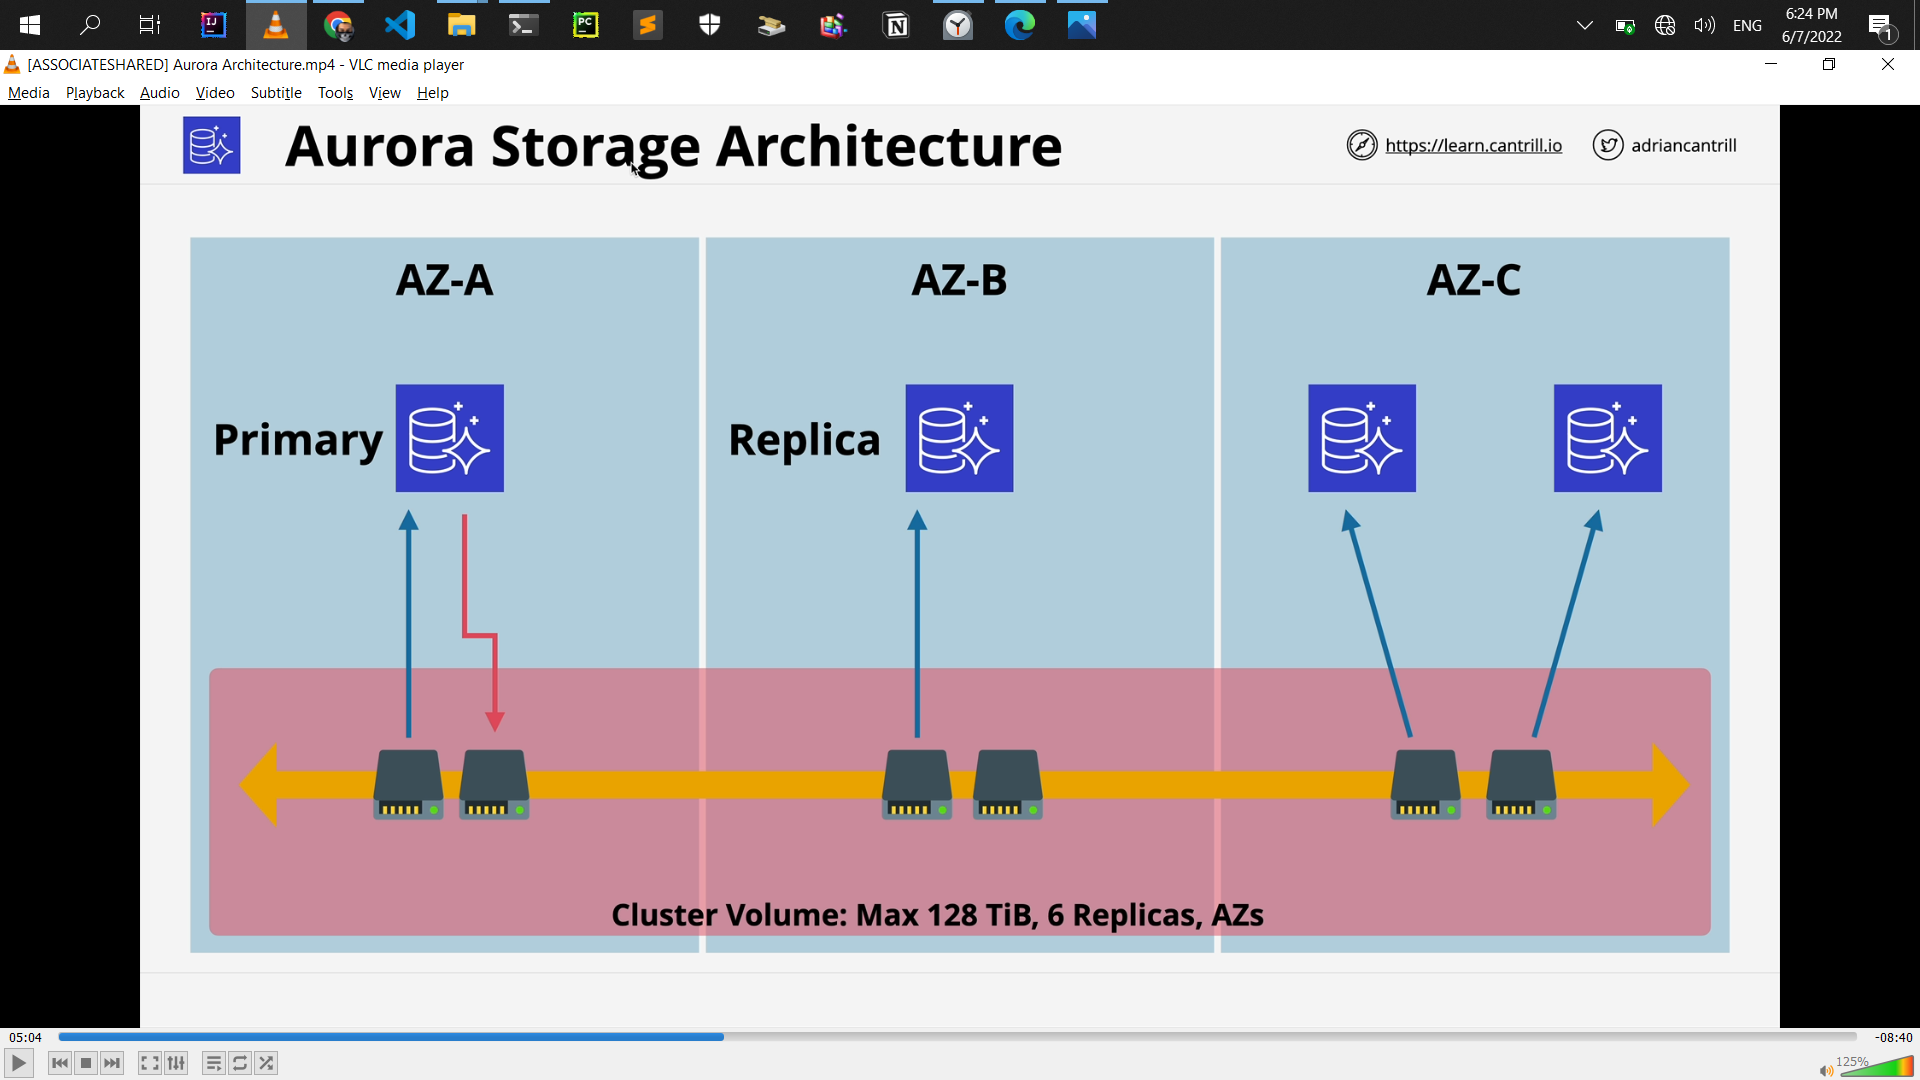 ENG
6:24 PM
6/7/2022
1
[ASSOCIATESHARED] Aurora Architecture.mp4 - VLC media player
Media Playback Audio Video Subtitle Tools View Help
Aurora Storage Architecture
https://learn.cantrill.io
adriancantrill
AZ-A
AZ-B
AZ-C
Primary
Replica
Cluster Volume: Max 128 TiB, 6 Replicas, AZs
05:04
-08:40
125%